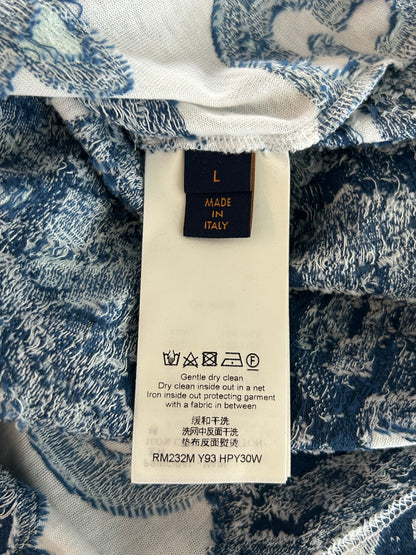 L
MADE
IN
ITALY
Gentle dry clean
Dry clean inside out in a net
Iron inside out protecting garment
with a fabric in between
缓和干洗
洗网中反面干洗
垫布反面熨烫
RM232M Y93 HPY30W